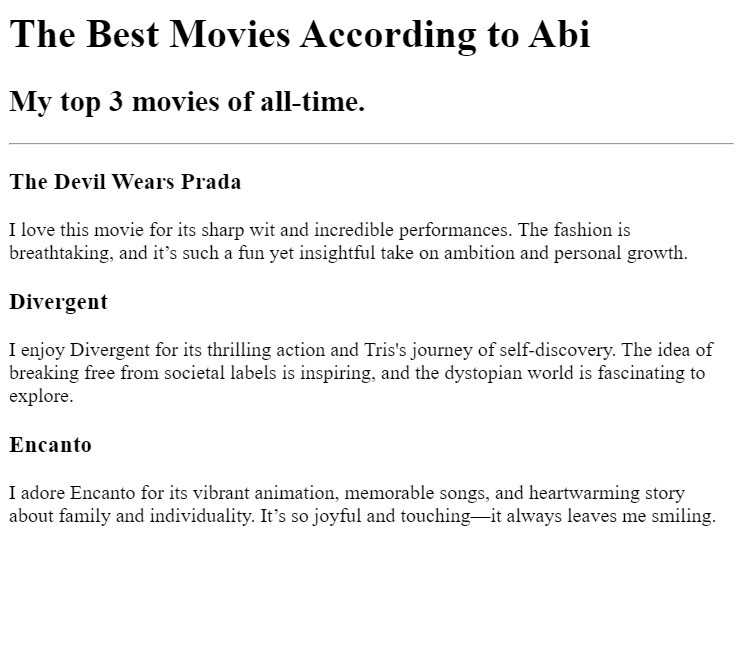 The Best Movies According to Abi
My top 3 movies of all-time.
The Devil Wears Prada
I love this movie for its sharp wit and incredible performances. The fashion is
breathtaking, and it’s such a fun yet insightful take on ambition and personal growth.
Divergent
I enjoy Divergent for its thrilling action and Tris's journey of self-discovery. The idea of
breaking free from societal labels is inspiring, and the dystopian world is fascinating to
explore.
Encanto
I adore Encanto for its vibrant animation, memorable songs, and heartwarming story
about family and individuality. It’s so joyful and touching—it always leaves me smiling.